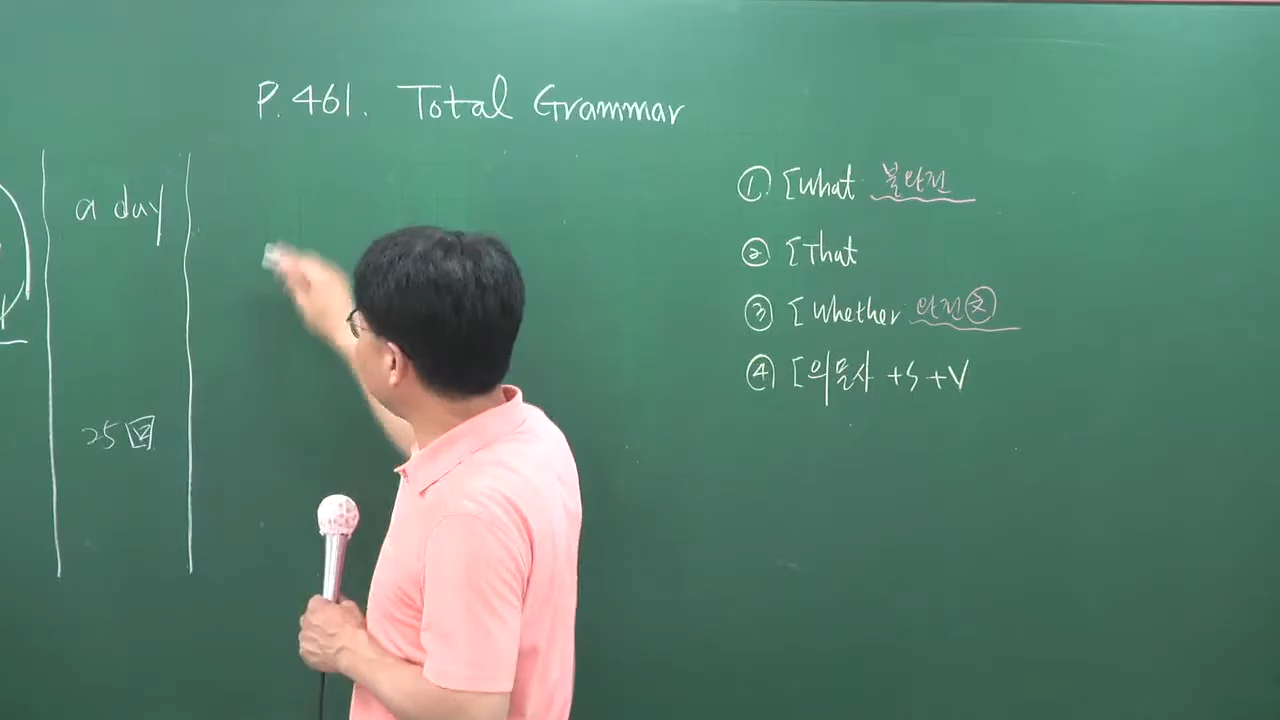 P. 461. Total Grammar
a day
25回
① [What 불완전
② [That
③ [Whether 완전㉆
④ [의문사 + S + V